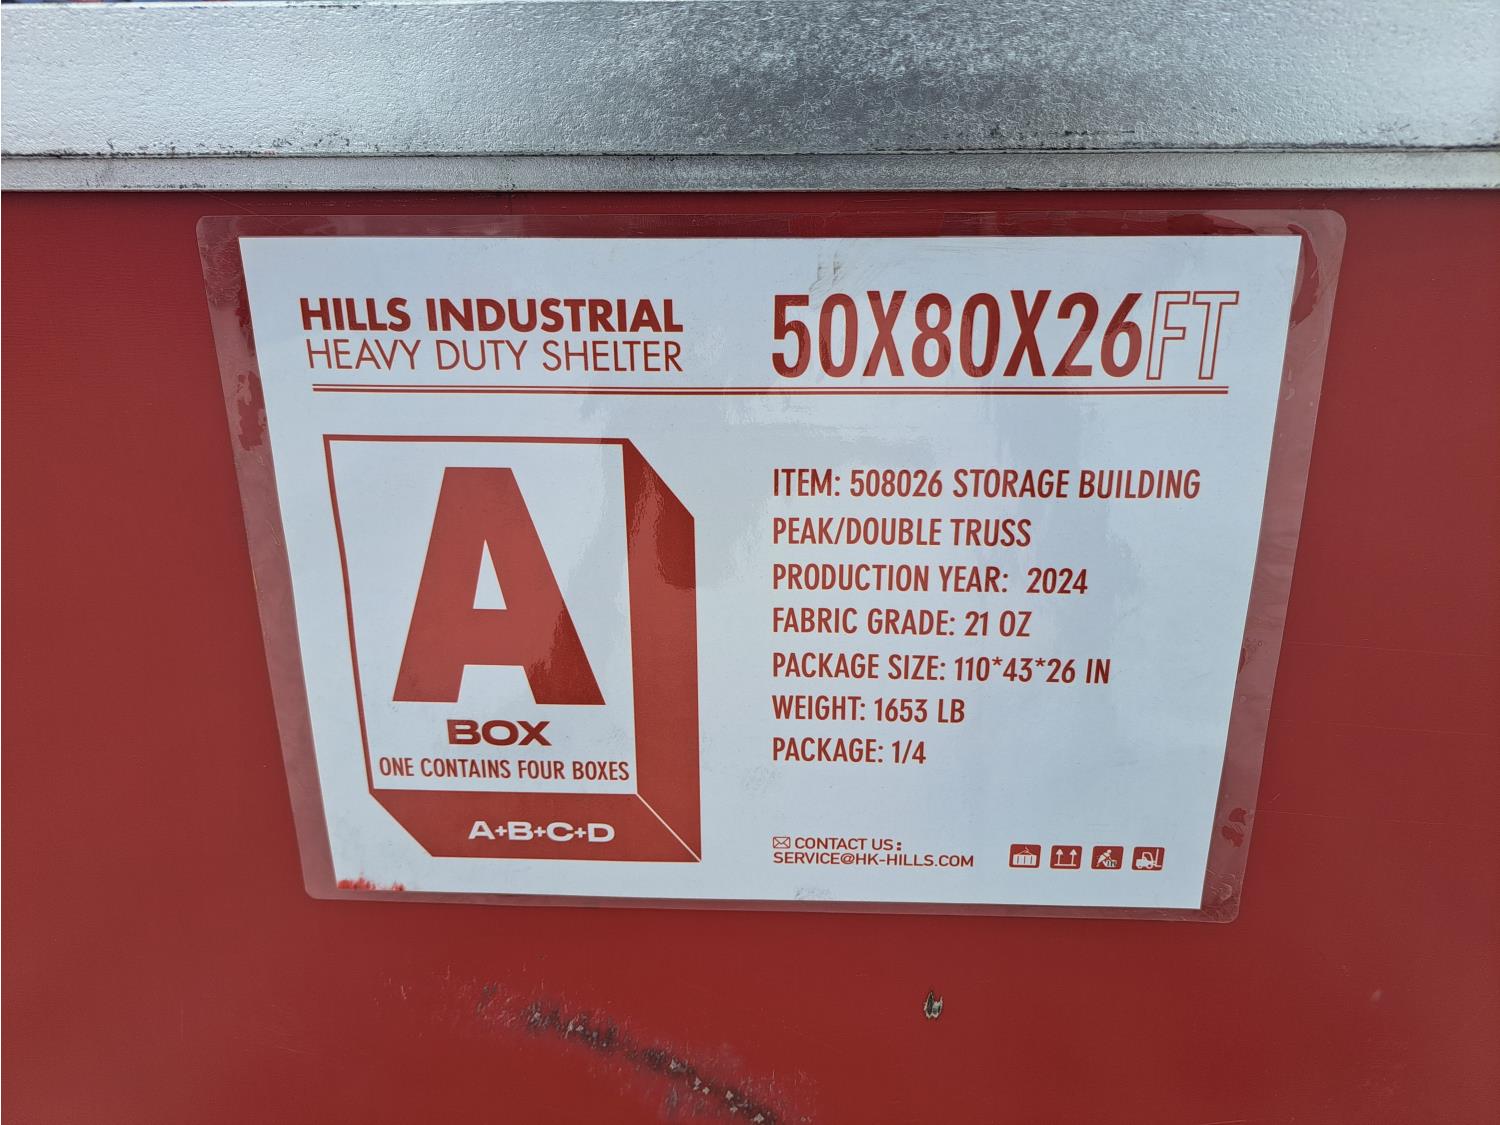 HILLS INDUSTRIAL
HEAVY DUTY SHELTER
50X80X26FT
A
BOX
ONE CONTAINS FOUR BOXES
A+B+C+D
ITEM: 508026 STORAGE BUILDING
PEAK/DOUBLE TRUSS
PRODUCTION YEAR: 2024
FABRIC GRADE: 21 OZ
PACKAGE SIZE: 110*43*26 IN
WEIGHT: 1653 LB
PACKAGE: 1/4
CONTACT US:
SERVICE@HK-HILLS.COM